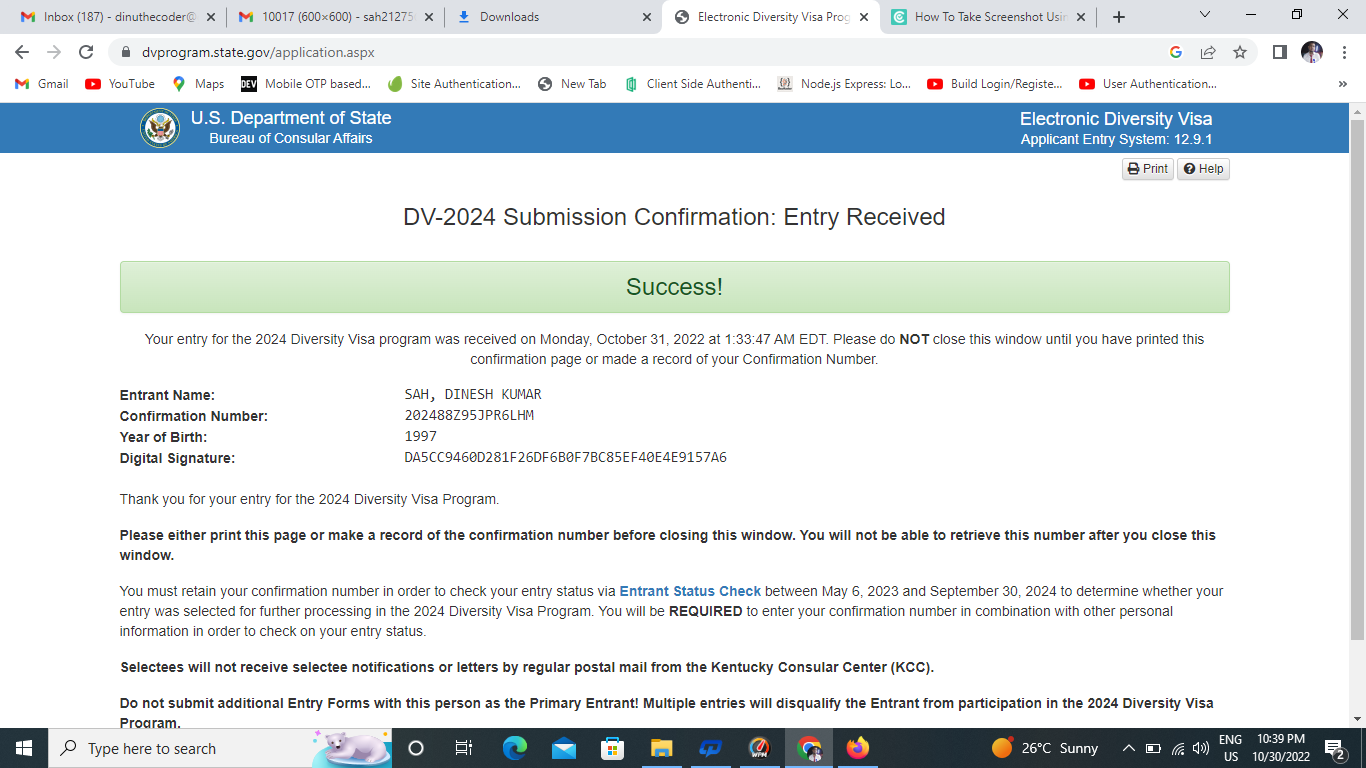 Inbox (187) - dinuthecoder@
10017 (600×600) - sah21275
Downloads
Electronic Diversity Visa Prog
How To Take Screenshot Usin
dvprogram.state.gov/application.aspx
Gmail
YouTube
Maps
DEV
Mobile OTP based...
Site Authentication...
New Tab
Client Side Authenti...
Node.js Express: Lo...
Build Login/Registe...
User Authentication...
U.S. Department of State
Bureau of Consular Affairs
Electronic Diversity Visa
Applicant Entry System: 12.9.1
Print
Help
DV-2024 Submission Confirmation: Entry Received
Success!
Your entry for the 2024 Diversity Visa program was received on Monday, October 31, 2022 at 1:33:47 AM EDT. Please do NOT close this window until you have printed this
confirmation page or made a record of your Confirmation Number.
Entrant Name: SAH, DINESH KUMAR
Confirmation Number: 202488Z95JPR6LHM
Year of Birth: 1997
Digital Signature: DA5CC9460D281F26DF6B0F7BC85EF40E4E9157A6
Thank you for your entry for the 2024 Diversity Visa Program.
Please either print this page or make a record of the confirmation number before closing this window. You will not be able to retrieve this number after you close this
window.
You must retain your confirmation number in order to check your entry status via Entrant Status Check between May 6, 2023 and September 30, 2024 to determine whether your
entry was selected for further processing in the 2024 Diversity Visa Program. You will be REQUIRED to enter your confirmation number in combination with other personal
information in order to check on your entry status.
Selectees will not receive selectee notifications or letters by regular postal mail from the Kentucky Consular Center (KCC).
Do not submit additional Entry Forms with this person as the Primary Entrant! Multiple entries will disqualify the Entrant from participation in the 2024 Diversity Visa
Program.
Type here to search
WPM
26°C Sunny
ENG
US
10:39 PM
10/30/2022
2